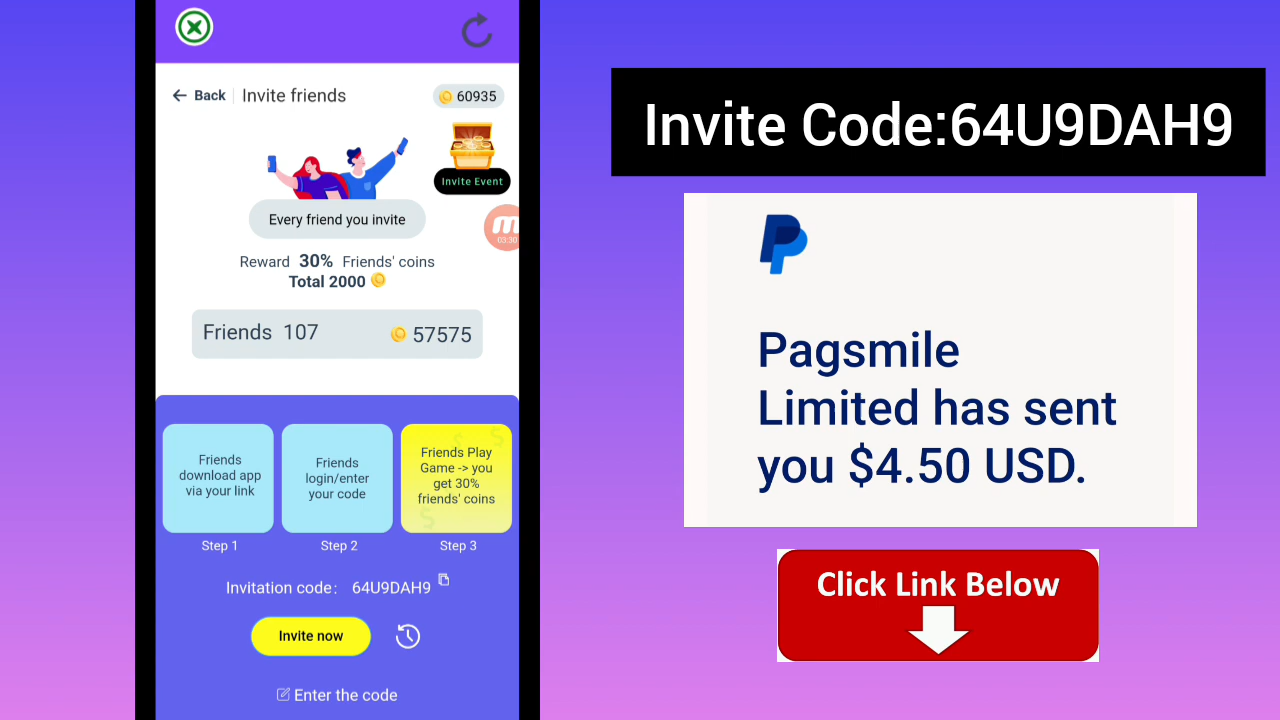 Back
Invite friends
60935
Invite Event
Every friend you invite
03:30
Reward 30% Friends' coins
Total 2000
Friends 107
57575
Friends
download app
via your link
Friends
login/enter
your code
Friends Play
Game -> you
get 30%
friends' coins
Step 1
Step 2
Step 3
Invitation code: 64U9DAH9
Invite now
Enter the code
Invite Code:64U9DAH9
Pagsmile
Limited has sent
you $4.50 USD.
Click Link Below